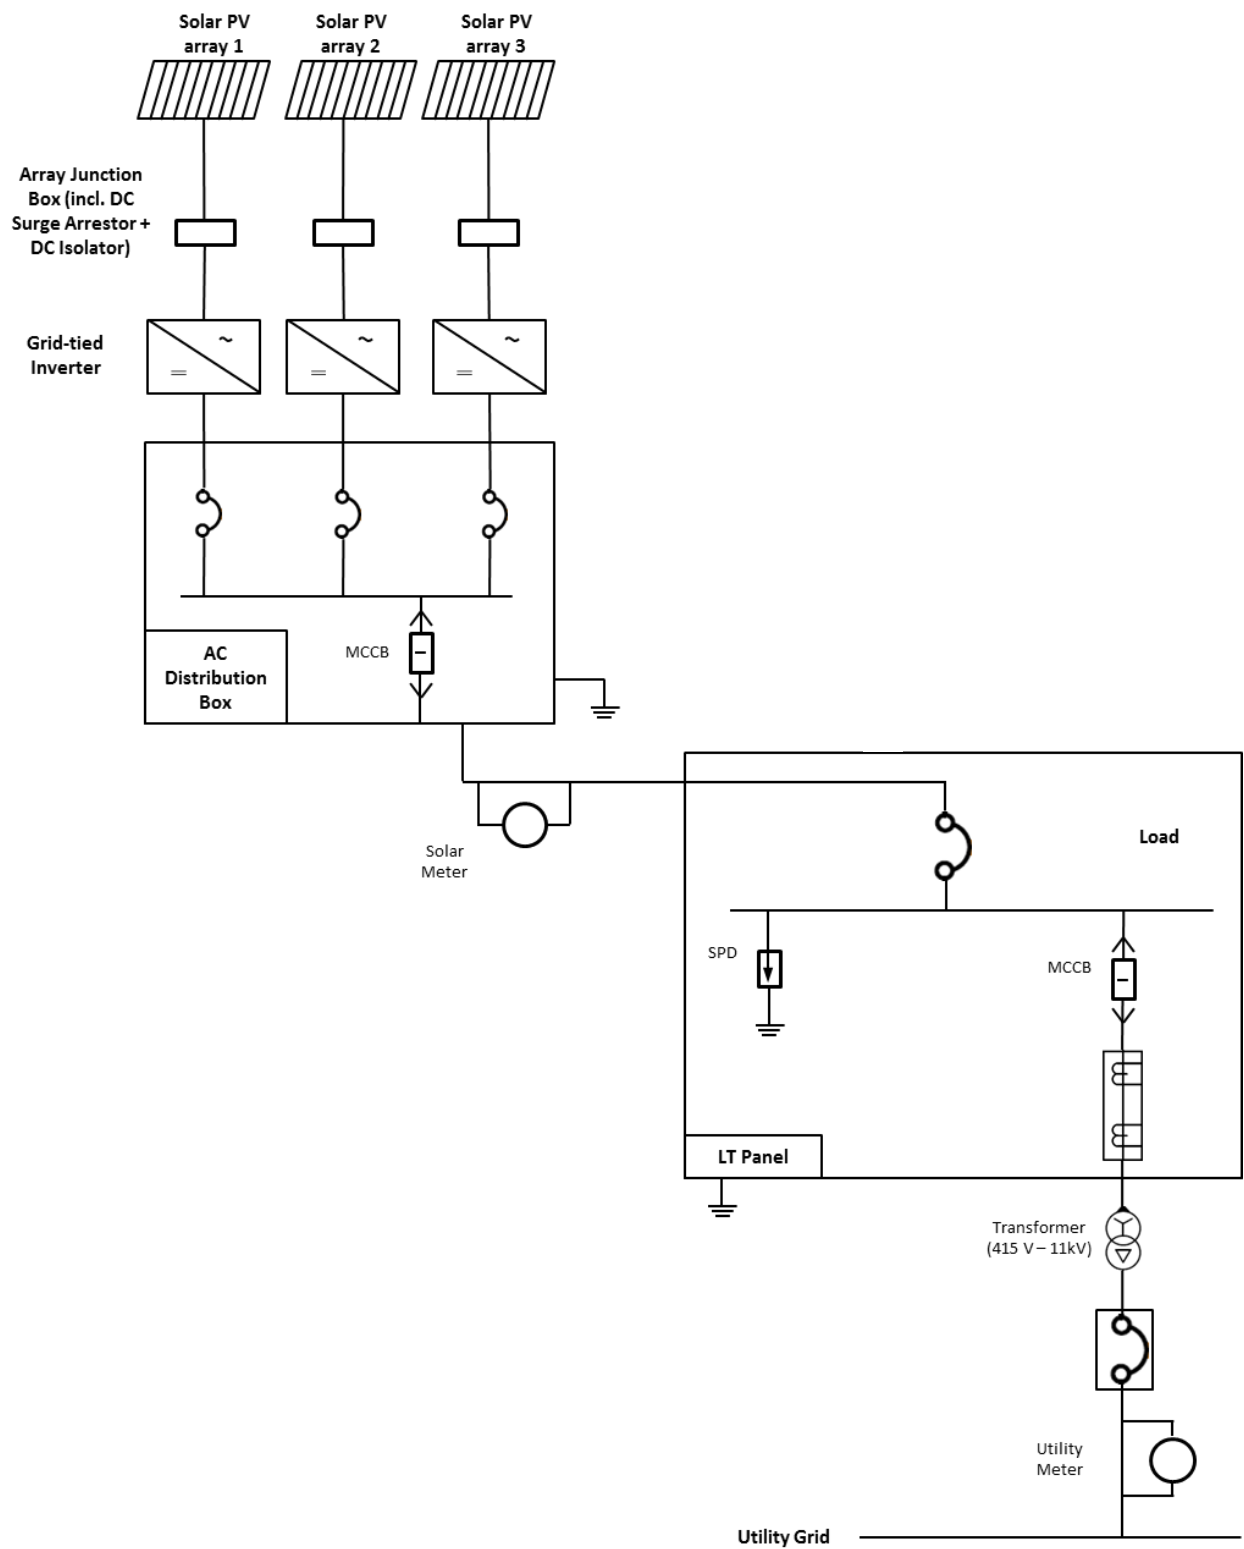 Solar PV
array 1
Solar PV
array 2
Solar PV
array 3
Array Junction
Box (incl. DC
Surge Arrestor +
DC Isolator)
Grid-tied
Inverter
MCCB
AC
Distribution
Box
Solar
Meter
Load
SPD
MCCB
LT Panel
Transformer
(415 V – 11kV)
Utility
Meter
Utility Grid